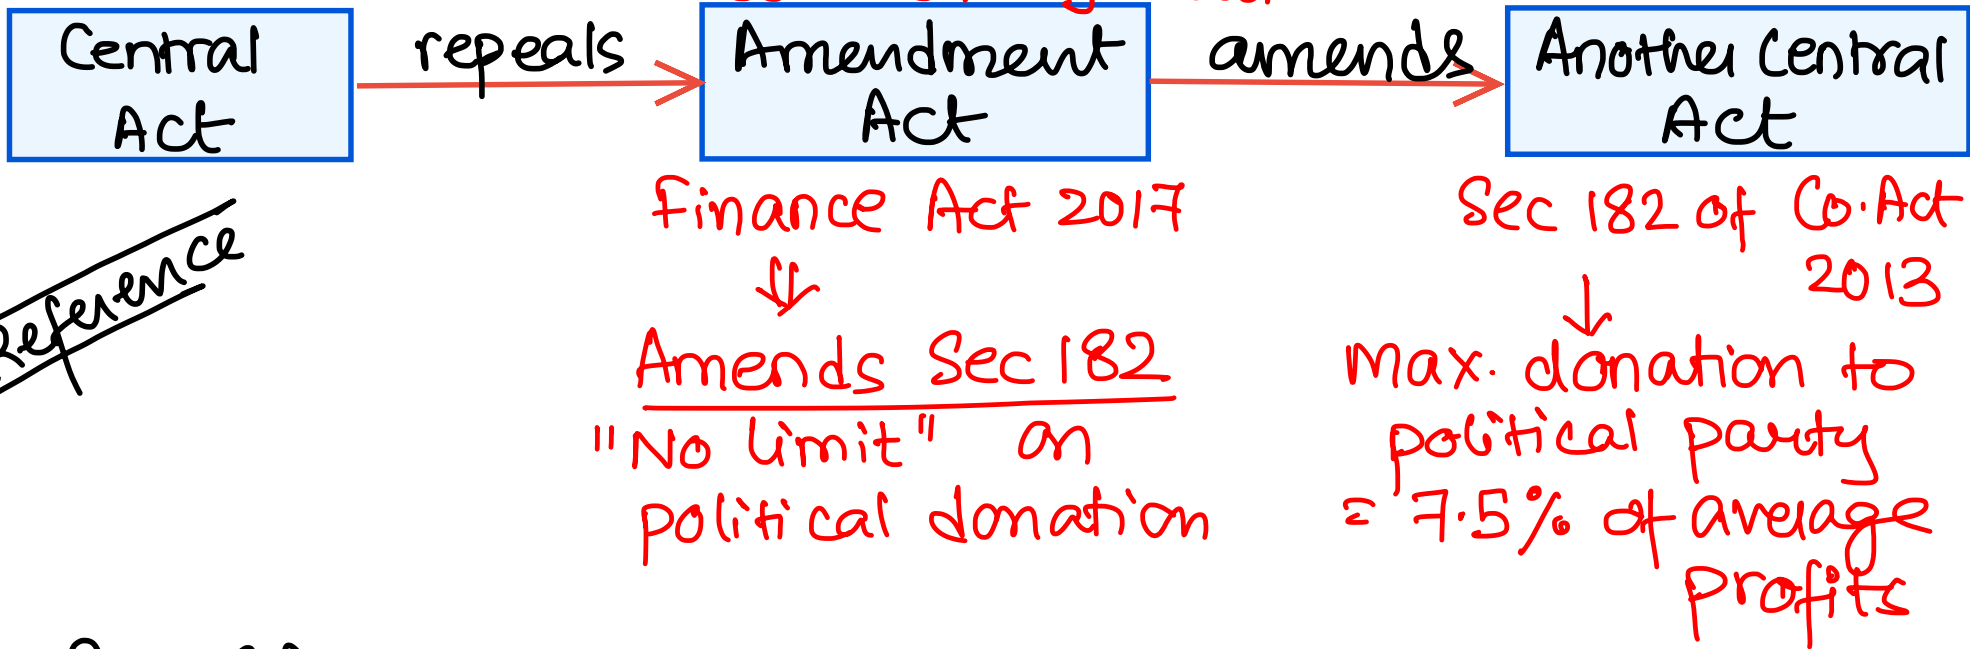 Central repeals Amendment amends Another Central
Act Act Act
Finance Act 2017 Sec 182 of Co. Act
2013
Reference
Amends Sec 182 Max. donation to
"No limit" on political party
political donation = 7.5% of average
profits